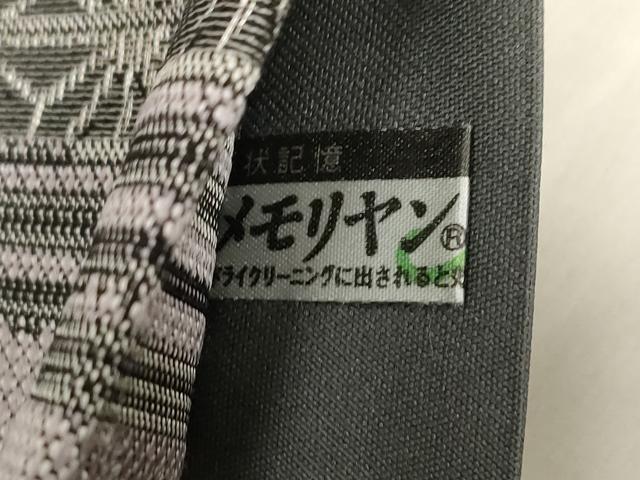 状記憶
メモリヤン®
ドライクリーニングに出されると